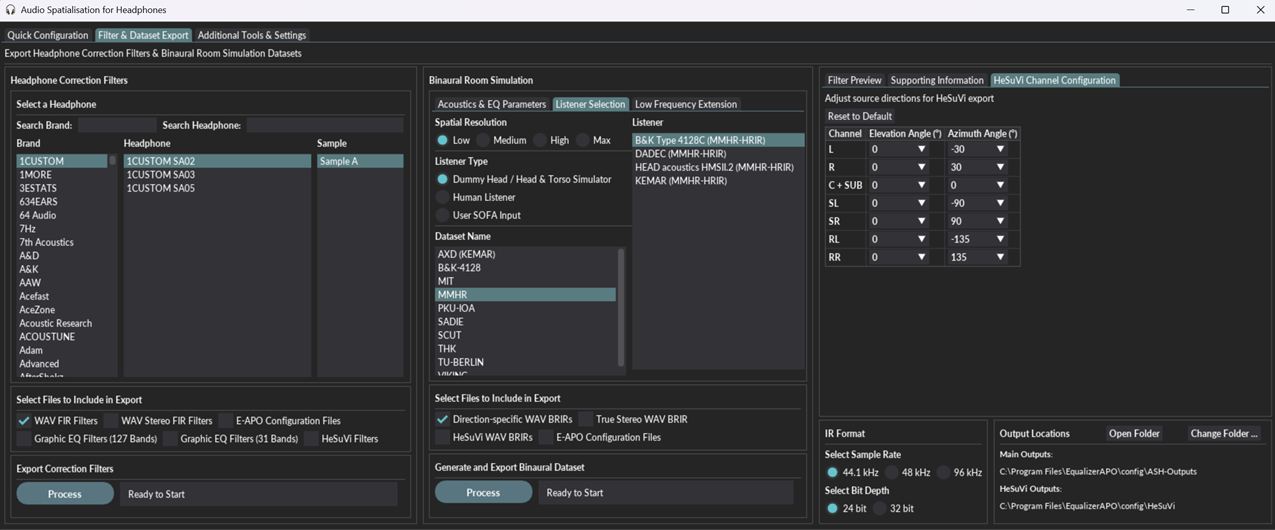 Audio Spatialisation for Headphones
Quick Configuration Filter & Dataset Export Additional Tools & Settings
Export Headphone Correction Filters & Binaural Room Simulation Datasets
Headphone Correction Filters
Select a Headphone
Search Brand: Search Headphone:
Brand Headphone Sample
1CUSTOM 1CUSTOM SA02 Sample A
1MORE 1CUSTOM SA03
3ESTATS 1CUSTOM SA05
634EARS
64 Audio
7Hz
7th Acoustics
A&D
A&K
AAW
Acefast
AceZone
Acoustic Research
ACOUSTUNE
Adam
Advanced
AfterShokz
Select Files to Include in Export
WAV FIR Filters WAV Stereo FIR Filters E-APO Configuration Files
Graphic EQ Filters (127 Bands) Graphic EQ Filters (31 Bands) HeSuVi Filters
Export Correction Filters
Process Ready to Start
Binaural Room Simulation
Acoustics & EQ Parameters Listener Selection Low Frequency Extension
Spatial Resolution
Low Medium High Max
Listener Type
Dummy Head / Head & Torso Simulator
Human Listener
User SOFA Input
Dataset Name
AXD (KEMAR)
B&K-4128
MIT
MMHR
PKU-IOA
SADIE
SCUT
THK
TU-BERLIN
VIKING
Listener
B&K Type 4128C (MMHR-HRIR)
DADEC (MMHR-HRIR)
HEAD acoustics HMSII.2 (MMHR-HRIR)
KEMAR (MMHR-HRIR)
Select Files to Include in Export
Direction-specific WAV BRIRs True Stereo WAV BRIR
HeSuVi WAV BRIRs E-APO Configuration Files
Generate and Export Binaural Dataset
Process Ready to Start
Filter Preview Supporting Information HeSuVi Channel Configuration
Adjust source directions for HeSuVi export
Reset to Default
Channel Elevation Angle (°) Azimuth Angle (°)
L 0 -30
R 0 30
C + SUB 0 0
SL 0 -90
SR 0 90
RL 0 -135
RR 0 135
IR Format
Select Sample Rate
44.1 kHz 48 kHz 96 kHz
Select Bit Depth
24 bit 32 bit
Output Locations Open Folder Change Folder ...
Main Outputs:
C:\Program Files\EqualizerAPO\config\ASH-Outputs
HeSuVi Outputs:
C:\Program Files\EqualizerAPO\config\HeSuVi